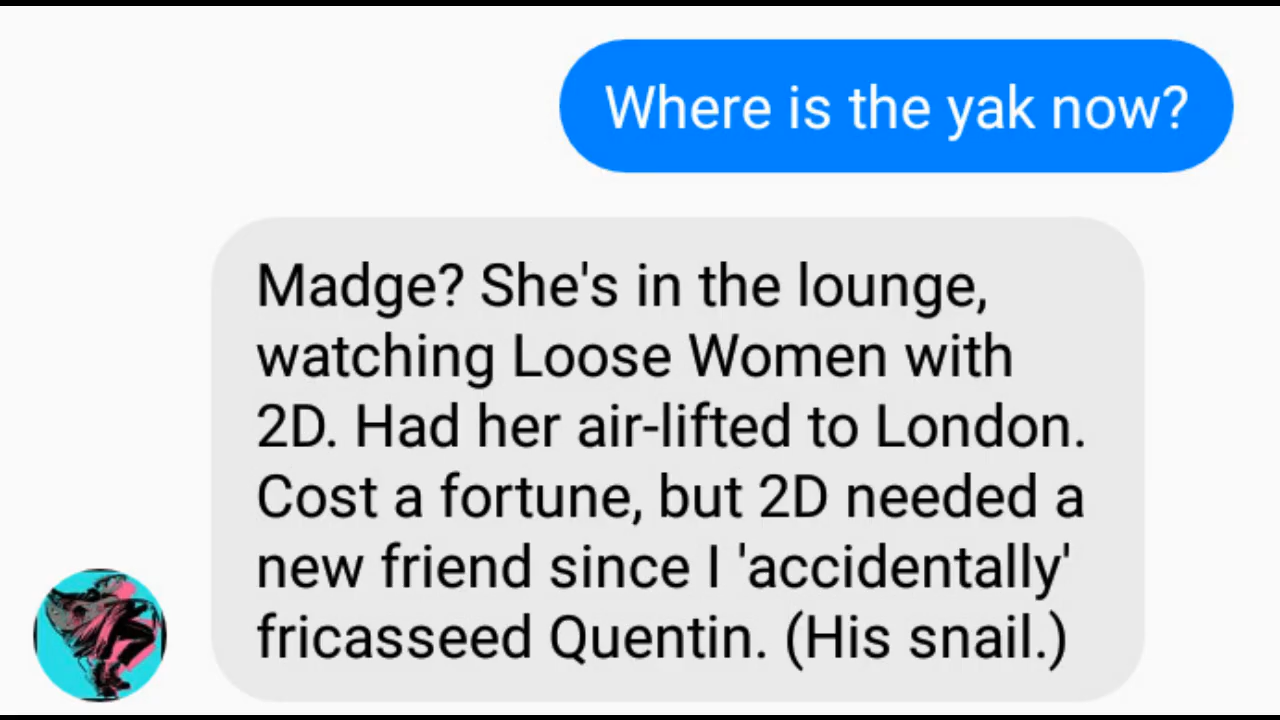 Where is the yak now?
Madge? She's in the lounge,
watching Loose Women with
2D. Had her air-lifted to London.
Cost a fortune, but 2D needed a
new friend since I 'accidentally'
fricasseed Quentin. (His snail.)